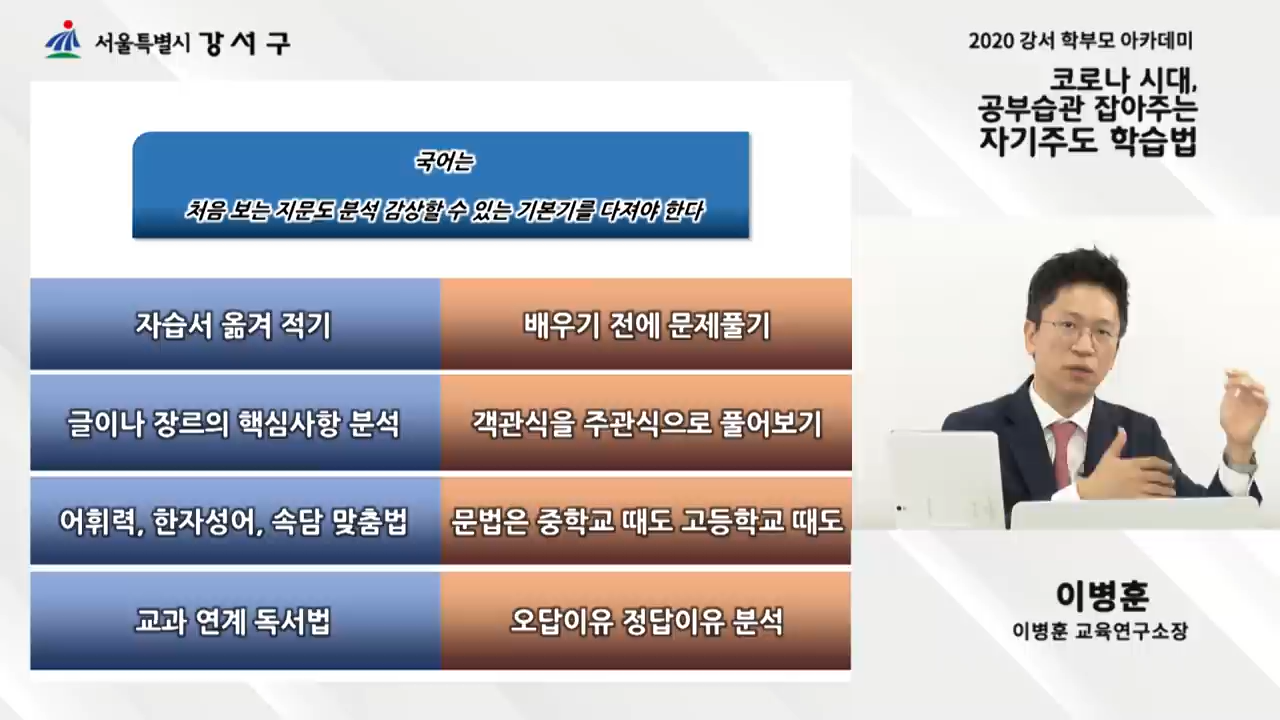 서울특별시 강서구
2020 강서 학부모 아카데미
코로나 시대,
공부습관 잡아주는
자기주도 학습법
국어는
처음 보는 지문도 분석 감상할 수 있는 기본기를 다져야 한다
자습서 옮겨 적기
배우기 전에 문제풀기
글이나 장르의 핵심사항 분석
객관식을 주관식으로 풀어보기
어휘력, 한자성어, 속담 맞춤법
문법은 중학교 때도 고등학교 때도
교과 연계 독서법
오답이유 정답이유 분석
이병훈
이병훈 교육연구소장